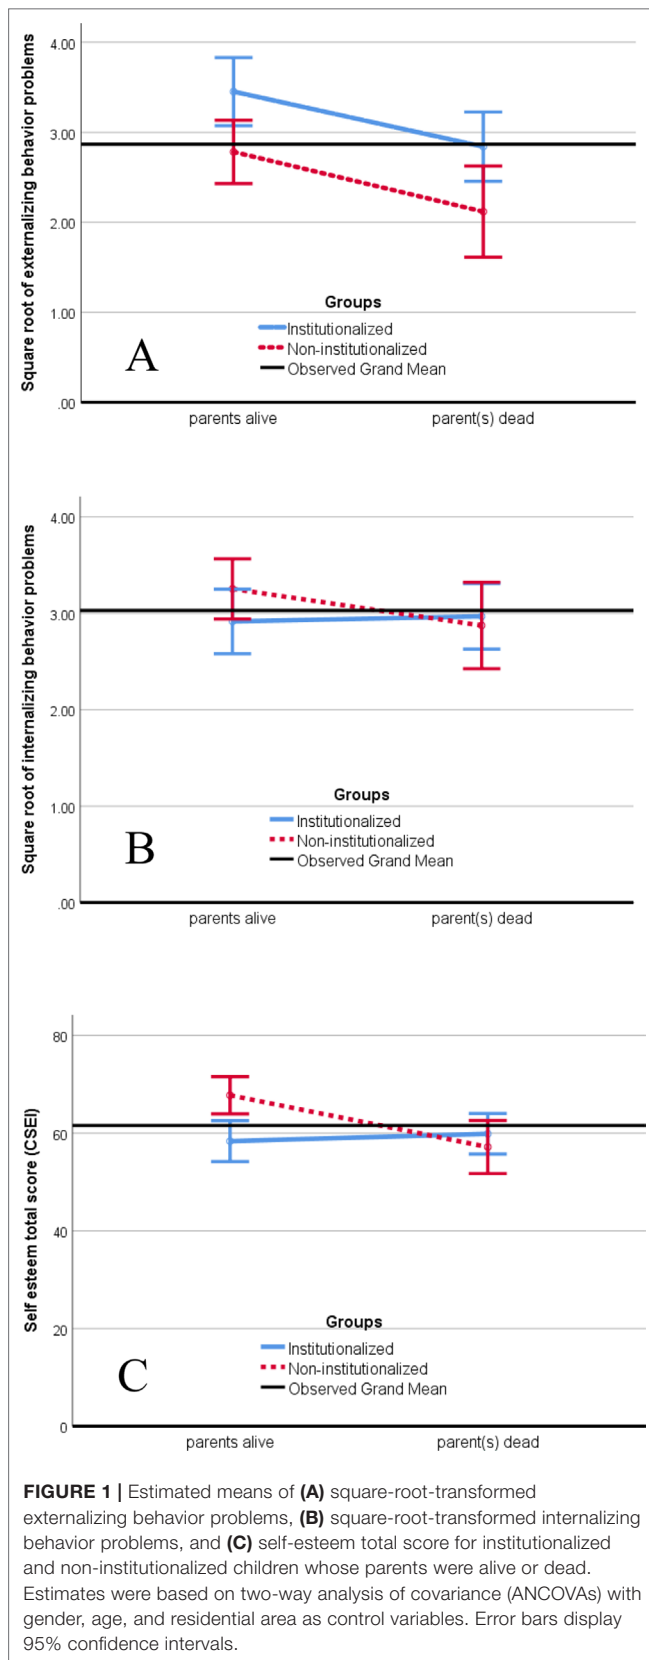 Square root of externalizing behavior problems
4.00
3.00
2.00
1.00
.00
Groups
Institutionalized
Non-institutionalized
Observed Grand Mean
A
parents alive
parent(s) dead
Square root of internalizing behavior problems
4.00
3.00
2.00
1.00
.00
Groups
Institutionalized
Non-institutionalized
Observed Grand Mean
B
parents alive
parent(s) dead
Self esteem total score (CSEI)
80
60
40
20
0
Groups
Institutionalized
Non-institutionalized
Observed Grand Mean
C
parents alive
parent(s) dead
FIGURE 1 | Estimated means of (A) square-root-transformed
externalizing behavior problems, (B) square-root-transformed internalizing
behavior problems, and (C) self-esteem total score for institutionalized
and non-institutionalized children whose parents were alive or dead.
Estimates were based on two-way analysis of covariance (ANCOVAs) with
gender, age, and residential area as control variables. Error bars display
95% confidence intervals.